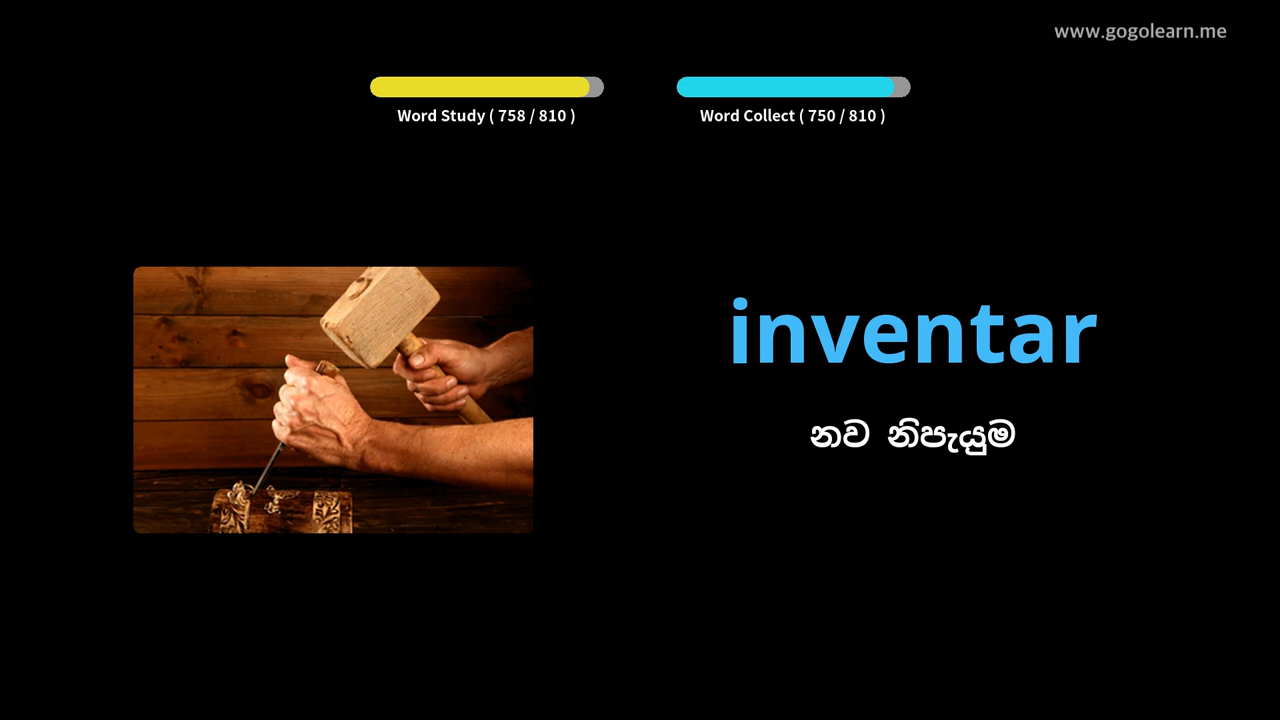 www.gogolearn.me
Word Study ( 758 / 810 )
Word Collect ( 750 / 810 )
inventar
නව නිපැයුම